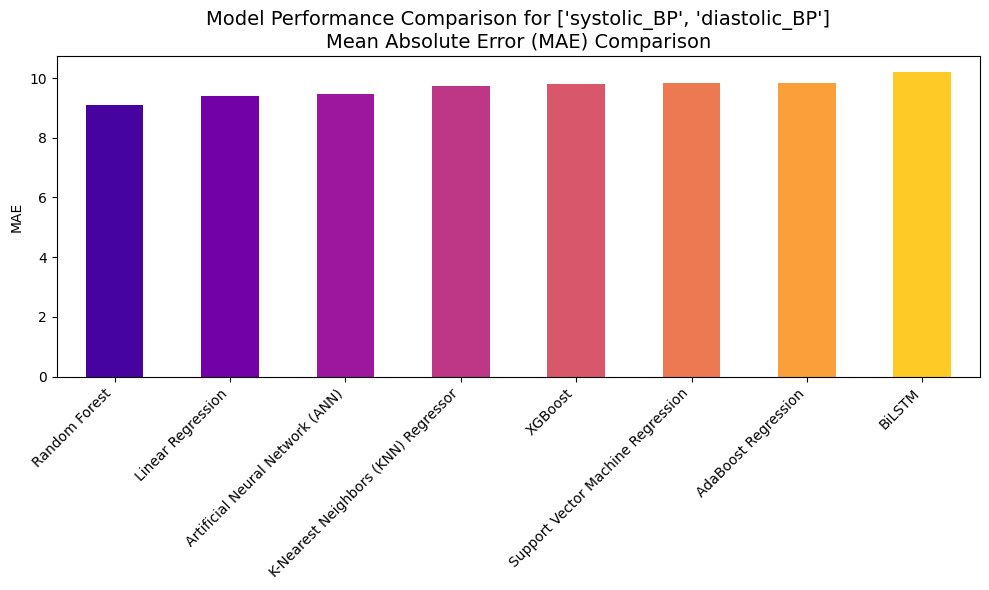 Model Performance Comparison for ['systolic_BP', 'diastolic_BP']
Mean Absolute Error (MAE) Comparison
MAE
10
8
6
4
2
0
Random Forest
Linear Regression
Artificial Neural Network (ANN)
K-Nearest Neighbors (KNN) Regressor
XGBoost
Support Vector Machine Regression
AdaBoost Regression
BiLSTM